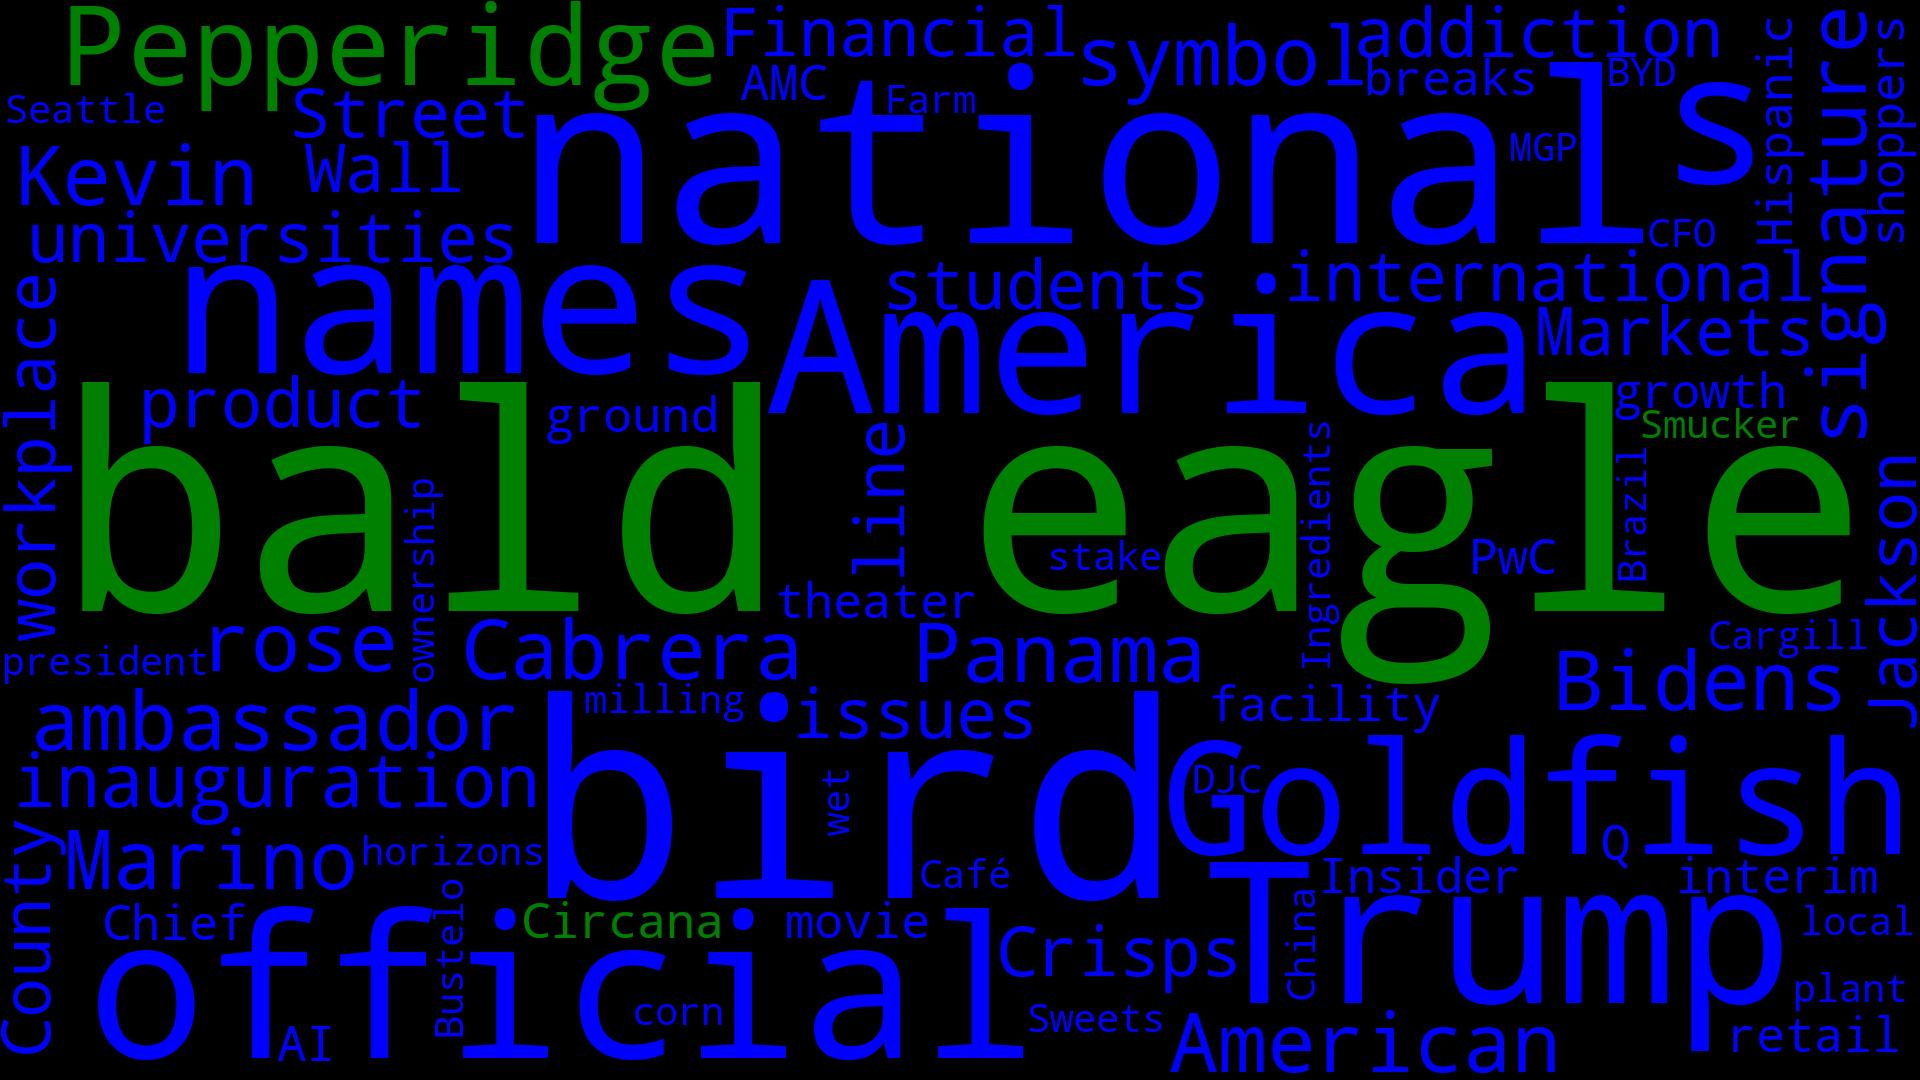 Pepperidge Financial symbol addiction Hispanic signature shoppers
AMC breaks BYD
Seattle Street Farm nationals
Kevin Wall MGP
universities CFO
names students international
America Markets
workplace product ground growth
bald eagle Smucker
line Ingredients Brazil Jackson
ownership stake PwC
theater
president rose Cabrera Panama Cargill
Bidens
ambassador milling issues facility
inauguration bird Goldfish
wet DJC
County Marino horizons Café Q
Insider interim
Chief Bustelo Circana movie Crisps China Trump local
official corn Sweets plant
AI American retail